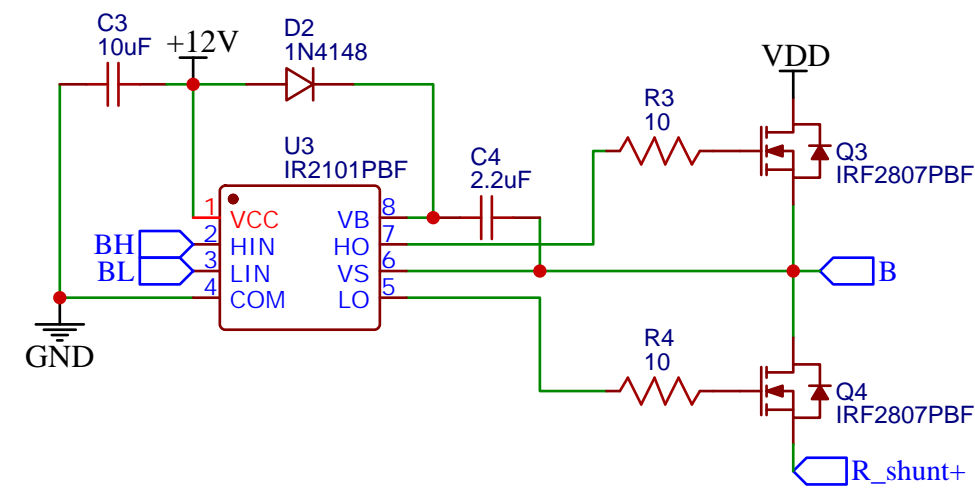 C3
10uF
+12V
D2
1N4148
VDD
R3
10
U3
IR2101PBF
C4
2.2uF
Q3
IRF2807PBF
1
VCC
VB
8
BH
2
HIN
HO
7
BL
3
LIN
VS
6
B
4
COM
LO
5
GND
R4
10
Q4
IRF2807PBF
R_shunt+